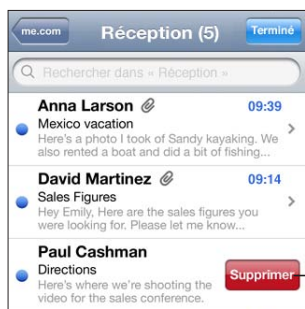 me.com Réception (5) Terminé
Rechercher dans « Réception »
Anna Larson 09:39
Mexico vacation
Here's a photo I took of Sandy kayaking. We
also rented a boat and did a bit of fishing...
David Martinez 09:14
Sales Figures
Hey Emily, Here are the sales figures you
were looking for. Please let me know...
Paul Cashman
Directions
Supprimer
Here's where we're shooting the
video for the sales conference.